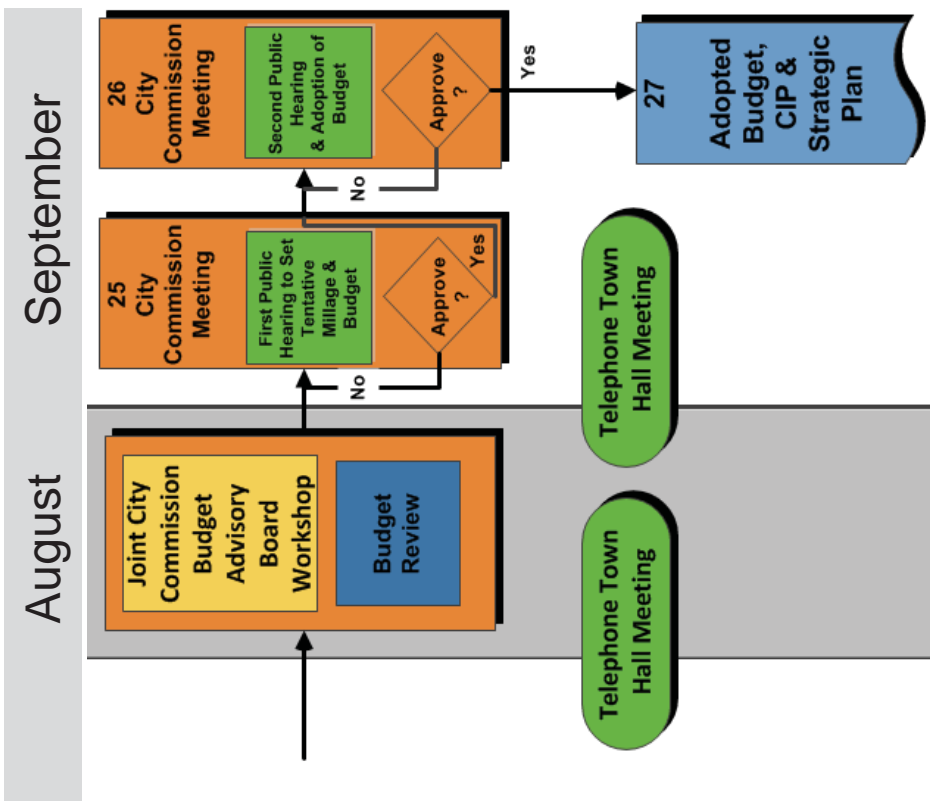 August
September
Joint City
Commission
Budget
Advisory
Board
Workshop
Budget
Review
25
City
Commission
Meeting
First Public
Hearing to Set
Tentative
Millage &
Budget
Approve
?
No
Yes
26
City
Commission
Meeting
Second Public
Hearing
& Adoption of
Budget
Approve
?
No
Yes
27
Adopted
Budget,
CIP &
Strategic
Plan
Telephone Town
Hall Meeting
Telephone Town
Hall Meeting